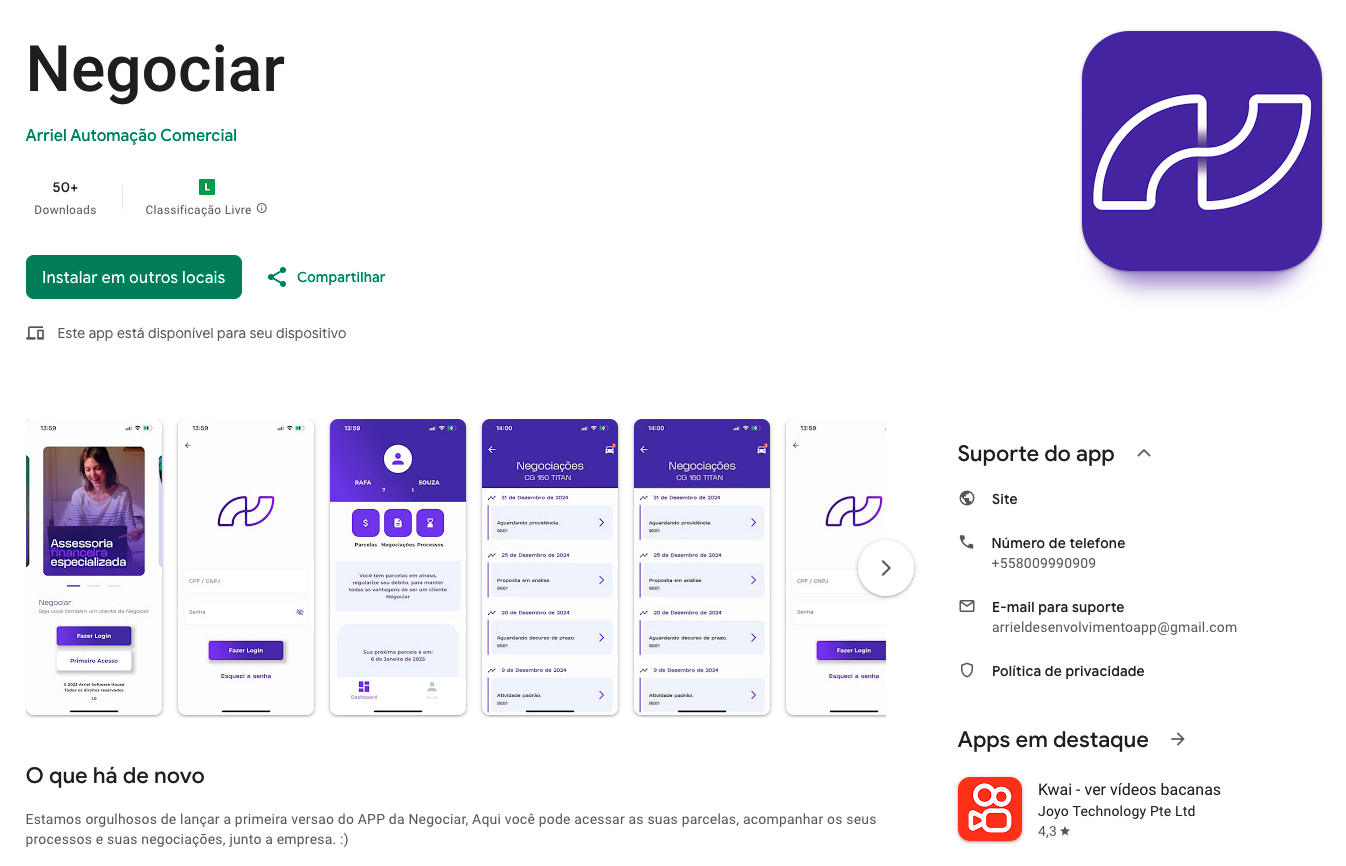 Negociar
Arriel Automação Comercial
50+
Downloads
L
Classificação Livre
Instalar em outros locais
Compartilhar
Este app está disponível para seu dispositivo
13:59
Assessoria
financeira
especializada
Negociar
Seja você também um cliente da Negociar
Fazer Login
Primeiro Acesso
© 2023 Arriel Software House
Todos os direitos reservados
1.0
13:59
CPF / CNPJ
Senha
Fazer Login
Esqueci a senha
13:59
RAFA
SOUZA
7
1
$
Parcelas
Negociações
Processos
Você tem parcelas em atraso,
regularize seu debito, para manter
todas as vantagens de ser um cliente
Negociar
Sua próxima parcela é em:
6 de Janeiro de 2025
Dashboard
14:00
Negociações
CG 160 TITAN
31 de Dezembro de 2024
Aguardando providência.
9881
25 de Dezembro de 2024
Proposta em análise.
9881
20 de Dezembro de 2024
Aguardando decurso de prazo.
9881
9 de Dezembro de 2024
Atividade padrão.
9881
14:00
Negociações
CG 160 TITAN
31 de Dezembro de 2024
Aguardando providência.
9881
25 de Dezembro de 2024
Proposta em análise.
9881
20 de Dezembro de 2024
Aguardando decurso de prazo.
9881
9 de Dezembro de 2024
Atividade padrão.
9881
13:59
CPF / CNPJ
Senha
Fazer Login
Esqueci a senha
O que há de novo
Estamos orgulhosos de lançar a primeira versao do APP da Negociar, Aqui você pode acessar as suas parcelas, acompanhar os seus
processos e suas negociações, junto a empresa. :)
Suporte do app
Site
Número de telefone
+558009990909
E-mail para suporte
arrieldesenvolvimentoapp@gmail.com
Política de privacidade
Apps em destaque
Kwai - ver vídeos bacanas
Joyo Technology Pte Ltd
4,3